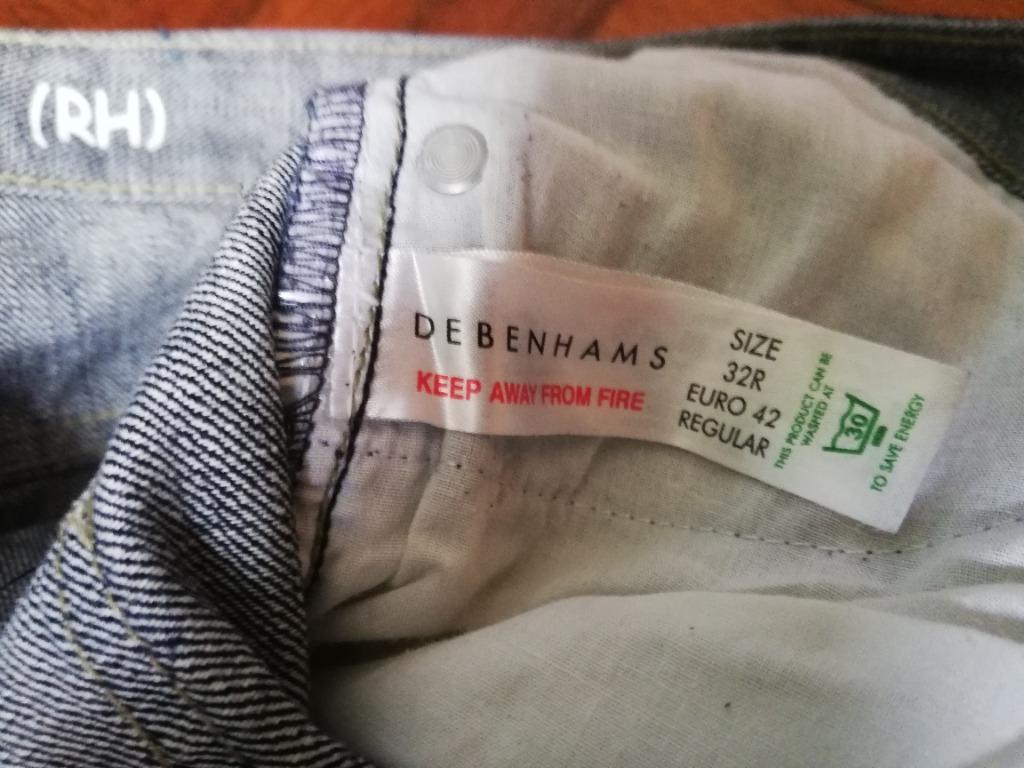 (RH)
DEBENHAMS
KEEP AWAY FROM FIRE
SIZE
32R
EURO 42
REGULAR
THIS PRODUCT CAN BE
WASHED AT
30
TO SAVE ENERGY